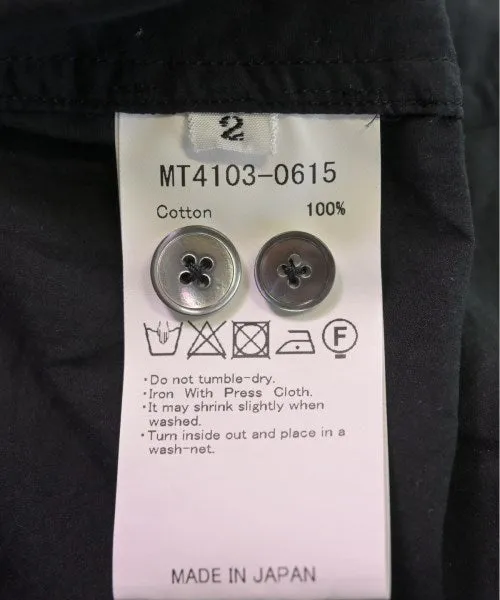 2
MT4103-0615
Cotton 100%
F
・Do not tumble-dry.
・Iron With Press Cloth.
・It may shrink slightly when
washed.
・Turn inside out and place in a
wash-net.
MADE IN JAPAN